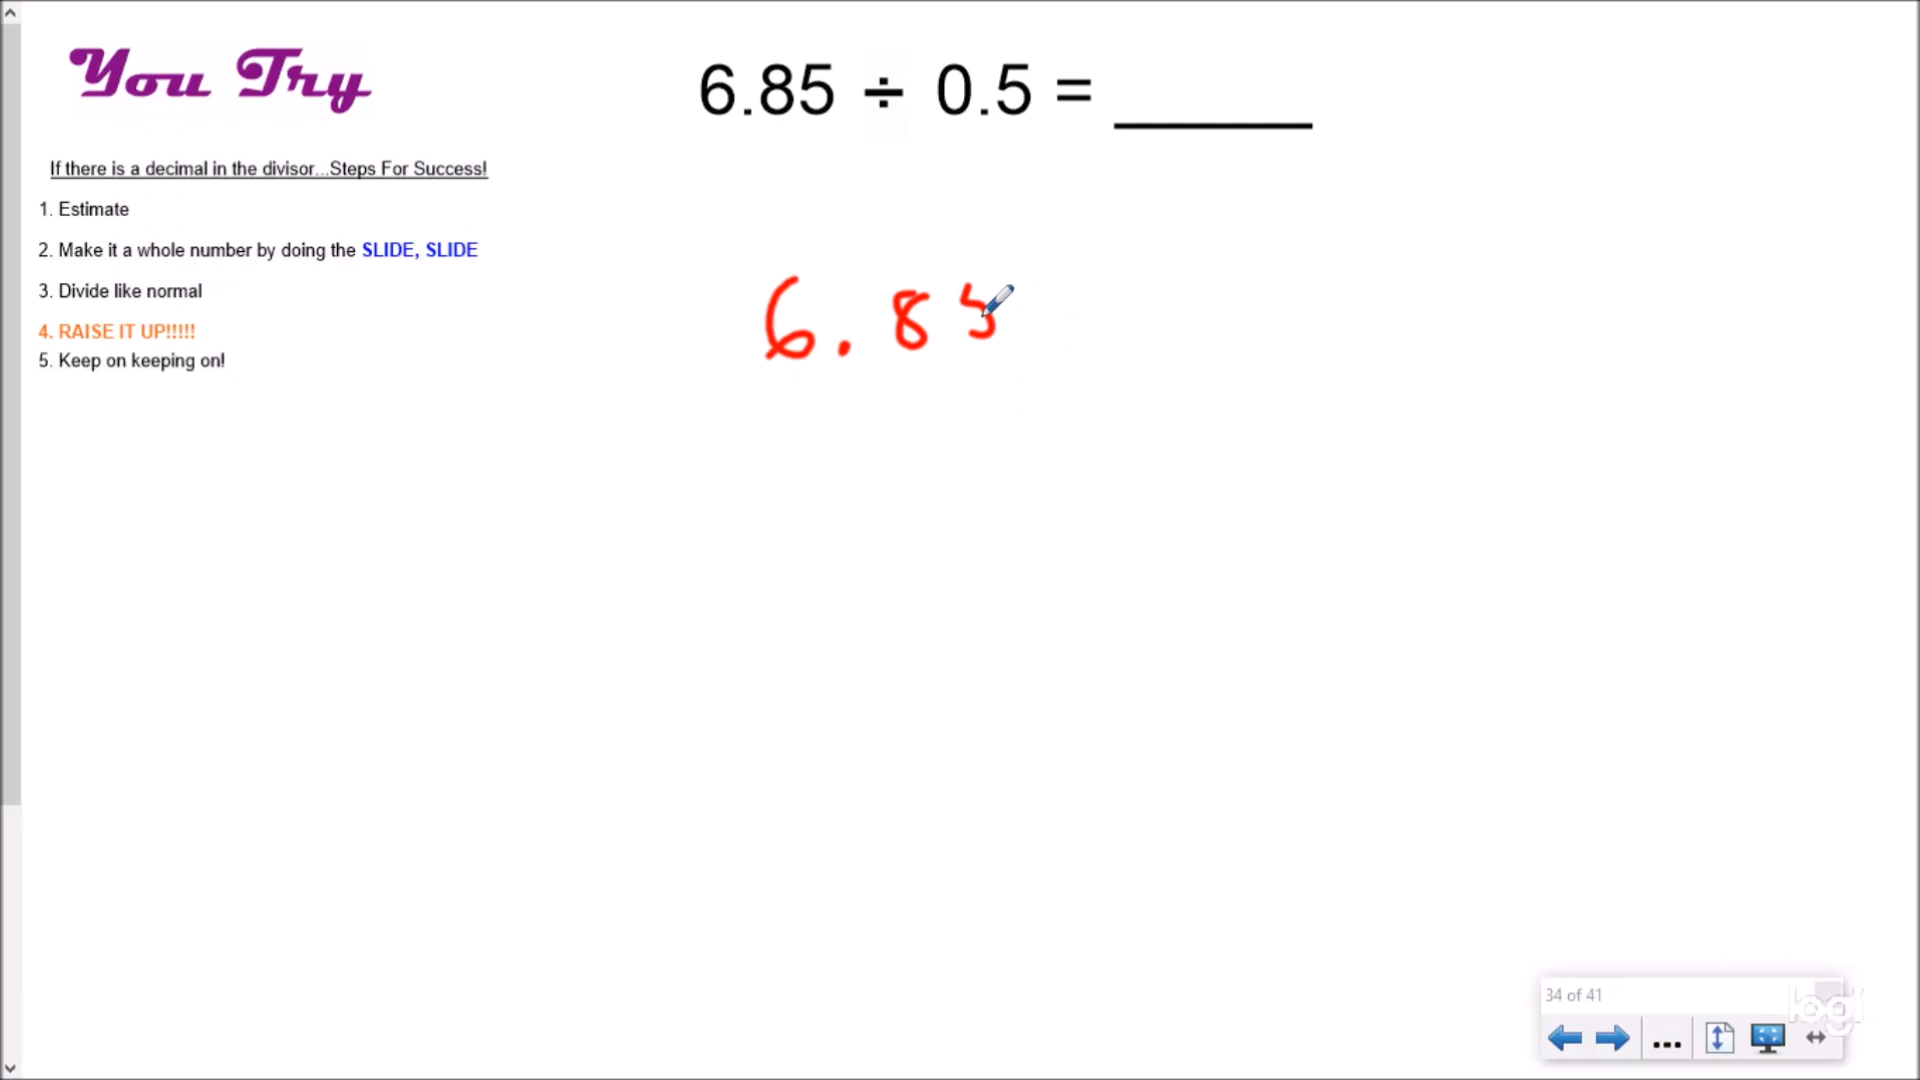 You Try
6.85 ÷ 0.5 = ______
If there is a decimal in the divisor...Steps For Success!
1. Estimate
2. Make it a whole number by doing the SLIDE, SLIDE
3. Divide like normal
4. RAISE IT UP!!!!!
5. Keep on keeping on!
6.85
34 of 41
logi